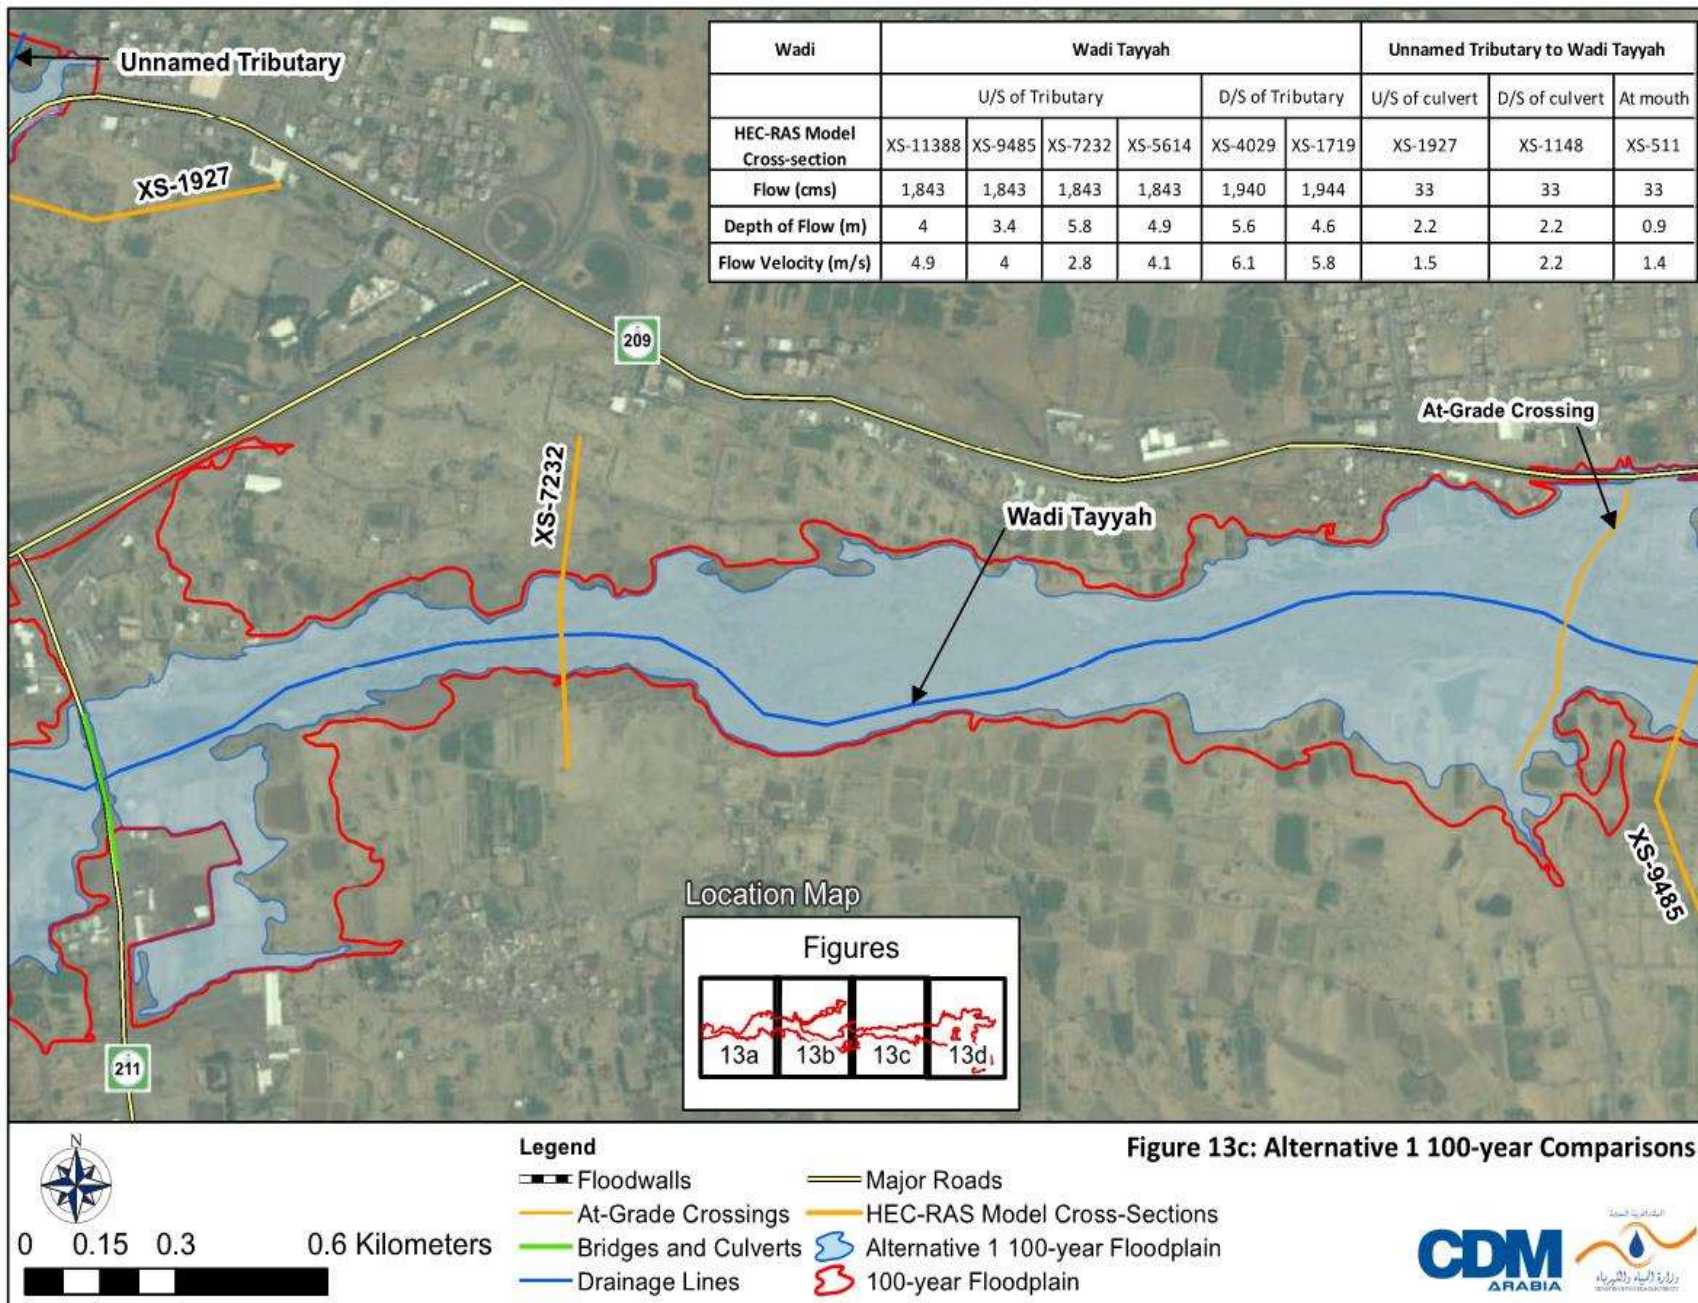 Wadi Wadi Tayyah Unnamed Tributary to Wadi Tayyah
U/S of Tributary D/S of Tributary U/S of culvert D/S of culvert At mouth
HEC-RAS Model Cross-section XS-11388 XS-9485 XS-7232 XS-5614 XS-4029 XS-1719 XS-1927 XS-1148 XS-511
Flow (cms) 1,843 1,843 1,843 1,843 1,940 1,944 33 33 33
Depth of Flow (m) 4 3.4 5.8 4.9 5.6 4.6 2.2 2.2 0.9
Flow Velocity (m/s) 4.9 4 2.8 4.1 6.1 5.8 1.5 2.2 1.4
Unnamed Tributary
XS-1927
209
At-Grade Crossing
XS-7232
Wadi Tayyah
XS-9485
211
Location Map
Figures
13a 13b 13c 13d
Figure 13c: Alternative 1 100-year Comparisons
N
0 0.15 0.3 0.6 Kilometers
Legend
Floodwalls
At-Grade Crossings
Bridges and Culverts
Drainage Lines
Major Roads
HEC-RAS Model Cross-Sections
Alternative 1 100-year Floodplain
100-year Floodplain
CDM
ARABIA
وزارة المياه والكهرباء